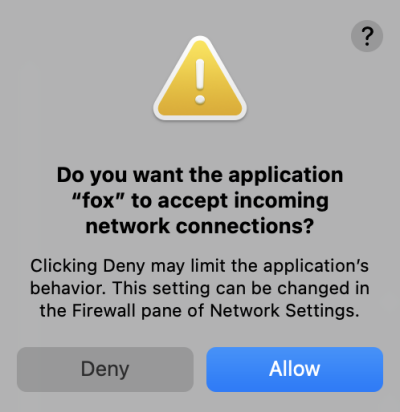 ?
Do you want the application
“fox” to accept incoming
network connections?
Clicking Deny may limit the application’s
behavior. This setting can be changed in
the Firewall pane of Network Settings.
Deny
Allow